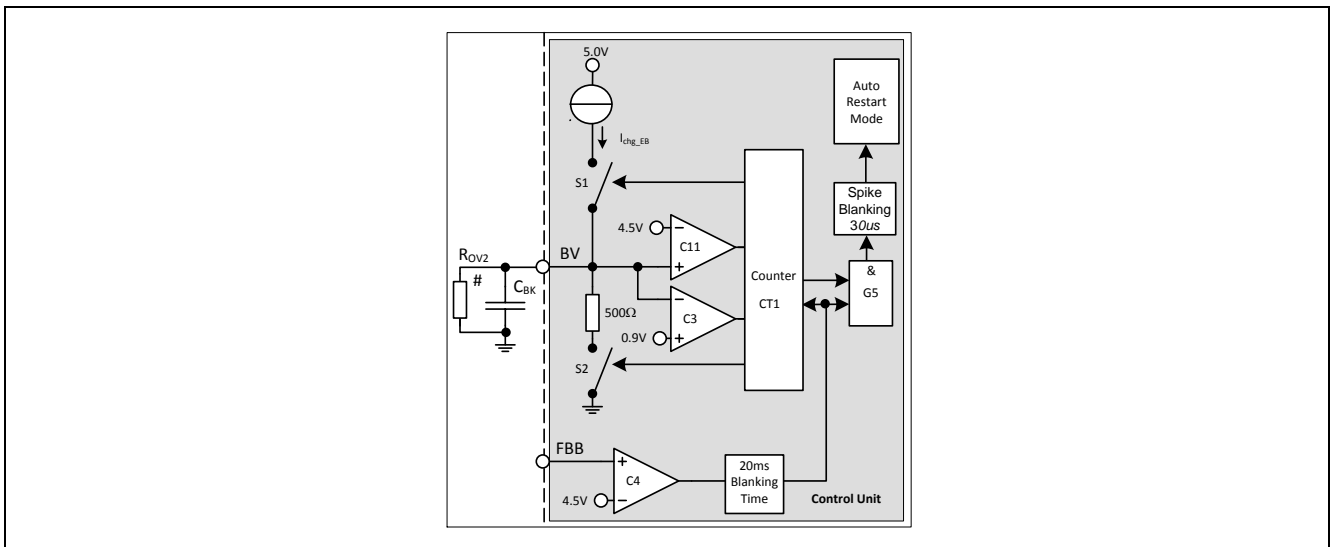 5.0V
Ichg_EB
S1
Auto
Restart
Mode
Spike
Blanking
30us
4.5V
C11
ROV2
#
CBK
BV
Counter
CT1
&
G5
500Ω
C3
0.9V
S2
FBB
C4
4.5V
20ms
Blanking
Time
Control Unit